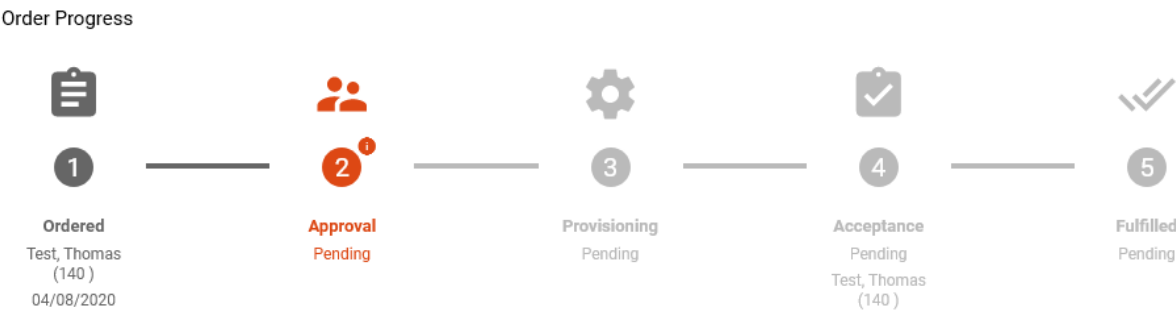 Order Progress
1
2
i
3
4
5
Ordered
Approval
Provisioning
Acceptance
Fulfilled
Test, Thomas
(140 )
04/08/2020
Pending
Pending
Pending
Test, Thomas
(140 )
Pending